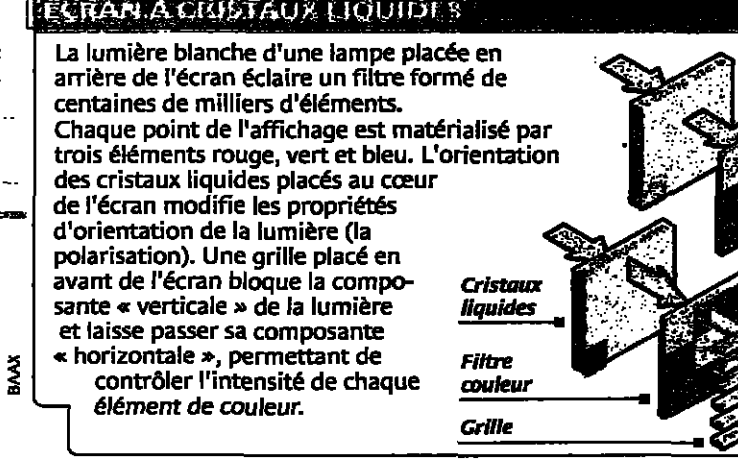 ÉCRAN À CRISTAUX LIQUIDES
La lumière blanche d'une lampe placée en
arrière de l'écran éclaire un filtre formé de
centaines de milliers d'éléments.
Chaque point de l'affichage est matérialisé par
trois éléments rouge, vert et bleu. L'orientation
des cristaux liquides placés au cœur
de l'écran modifie les propriétés
d'orientation de la lumière (la
polarisation). Une grille placé en
avant de l'écran bloque la compo-
sante « verticale » de la lumière
et laisse passer sa composante
« horizontale », permettant de
contrôler l'intensité de chaque
élément de couleur.
Cristaux
liquides
Filtre
couleur
Grille